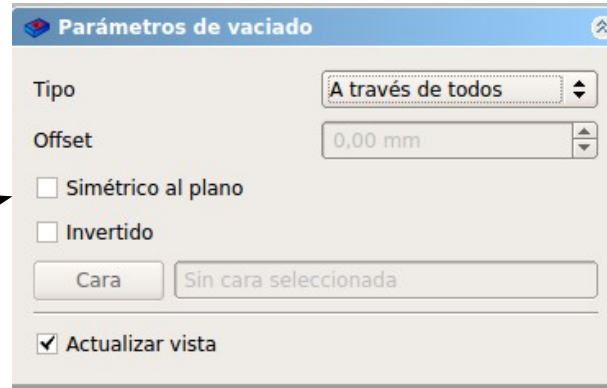 Parámetros de vaciado
Tipo A través de todos
Offset 0,00 mm
Simétrico al plano
Invertido
Cara Sin cara seleccionada
Actualizar vista